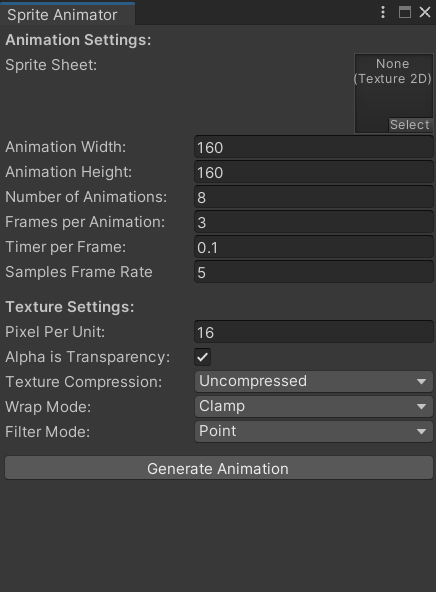 Sprite Animator
Animation Settings:
Sprite Sheet:
None
(Texture 2D)
Select
Animation Width: 160
Animation Height: 160
Number of Animations: 8
Frames per Animation: 3
Timer per Frame: 0.1
Samples Frame Rate 5
Texture Settings:
Pixel Per Unit: 16
Alpha is Transparency:
Texture Compression: Uncompressed
Wrap Mode: Clamp
Filter Mode: Point
Generate Animation